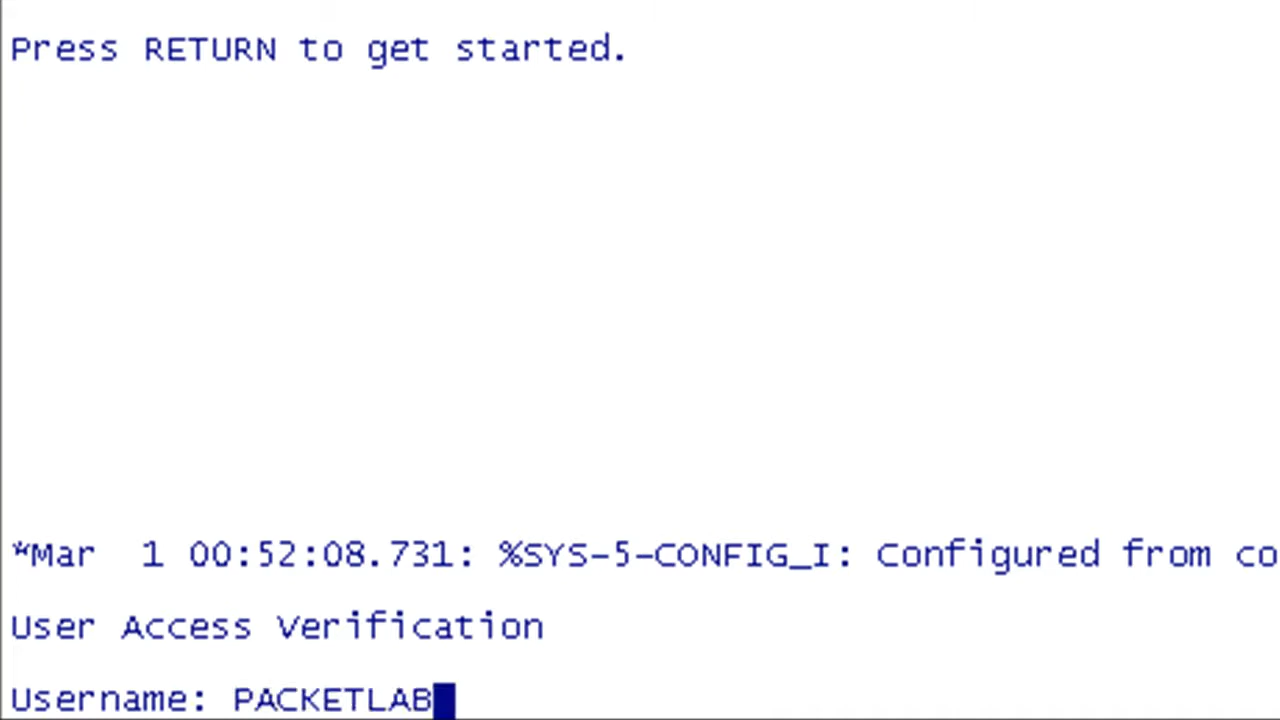 Press RETURN to get started.
*Mar  1 00:52:08.731: %SYS-5-CONFIG_I: Configured from co
User Access Verification
Username: PACKETLAB